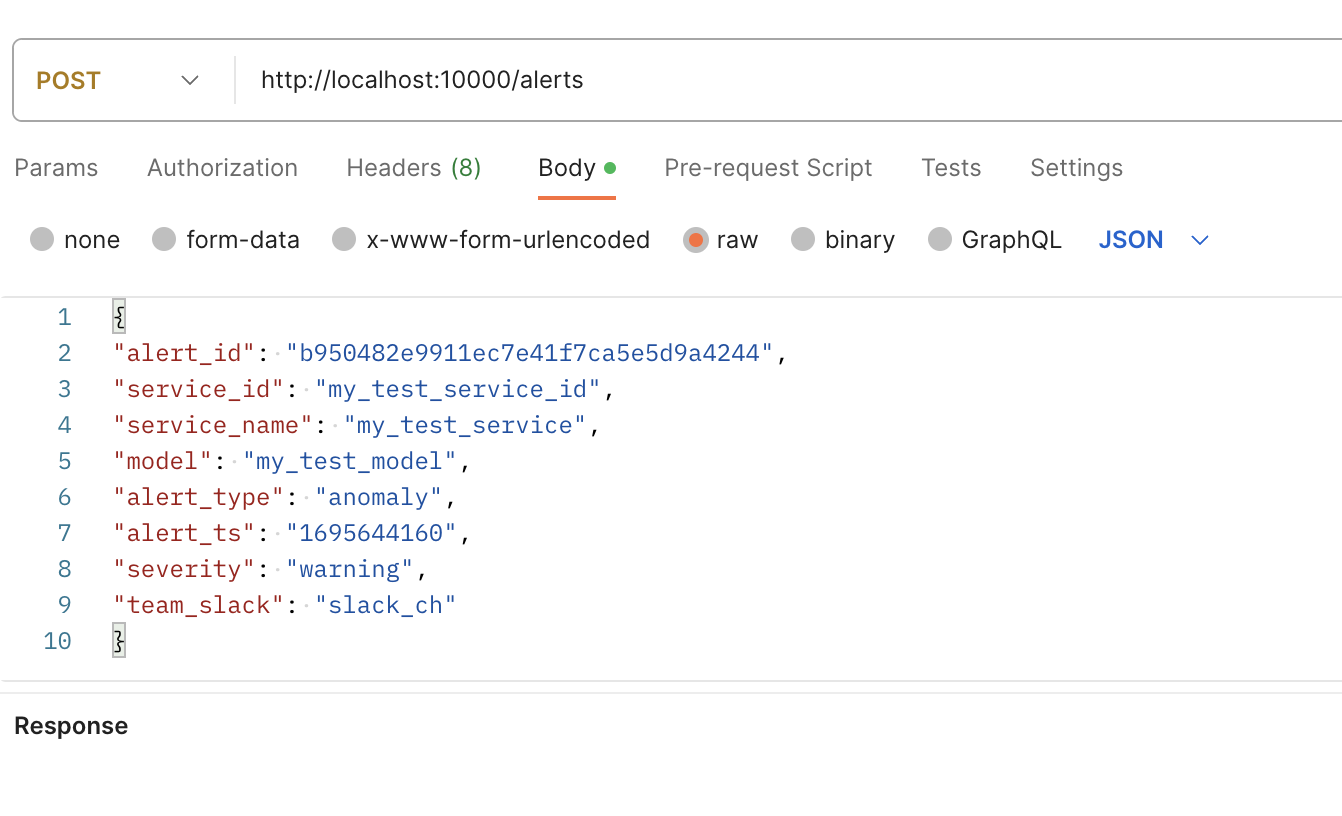 POST http://localhost:10000/alerts
Params Authorization Headers (8) Body Pre-request Script Tests Settings
none form-data x-www-form-urlencoded raw binary GraphQL JSON
1 {
2 "alert_id": "b950482e9911ec7e41f7ca5e5d9a4244",
3 "service_id": "my_test_service_id",
4 "service_name": "my_test_service",
5 "model": "my_test_model",
6 "alert_type": "anomaly",
7 "alert_ts": "1695644160",
8 "severity": "warning",
9 "team_slack": "slack_ch"
10 }
Response